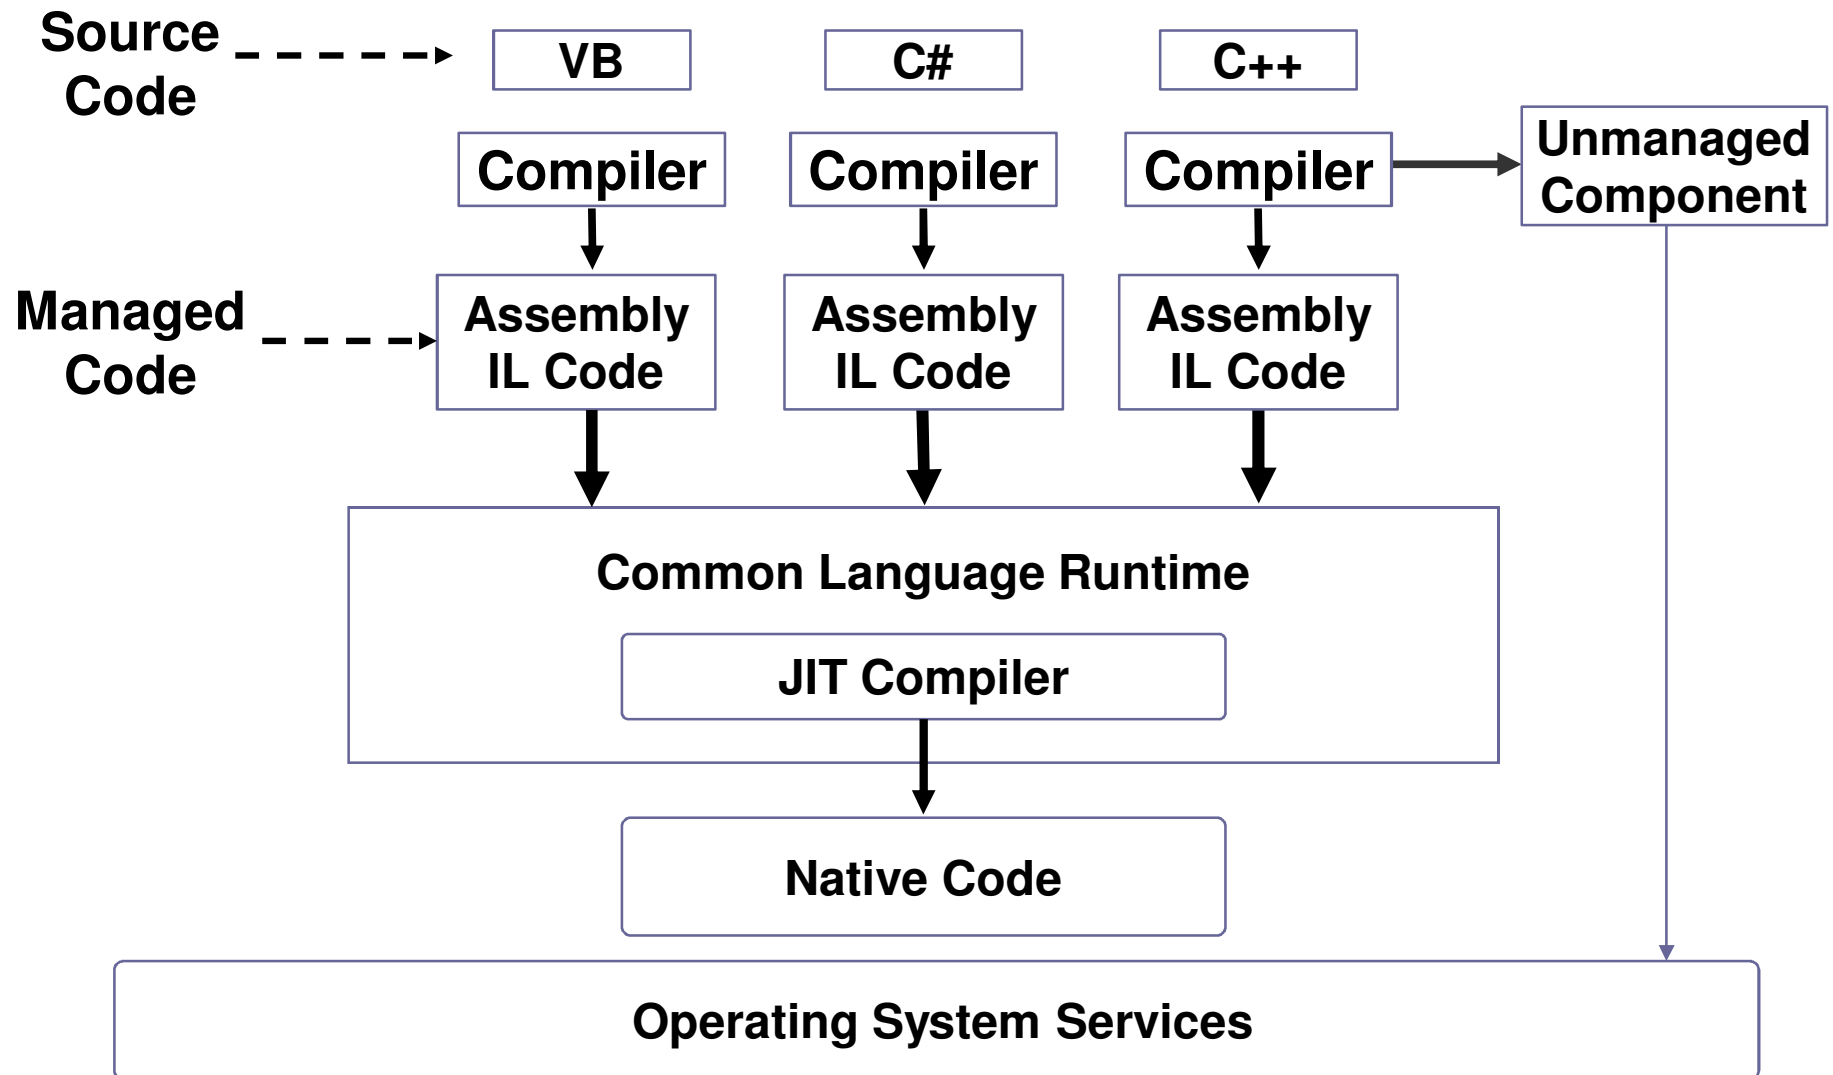 Source
Code
VB
C#
C++
Compiler
Compiler
Compiler
Unmanaged
Component
Managed
Code
Assembly
IL Code
Assembly
IL Code
Assembly
IL Code
Common Language Runtime
JIT Compiler
Native Code
Operating System Services